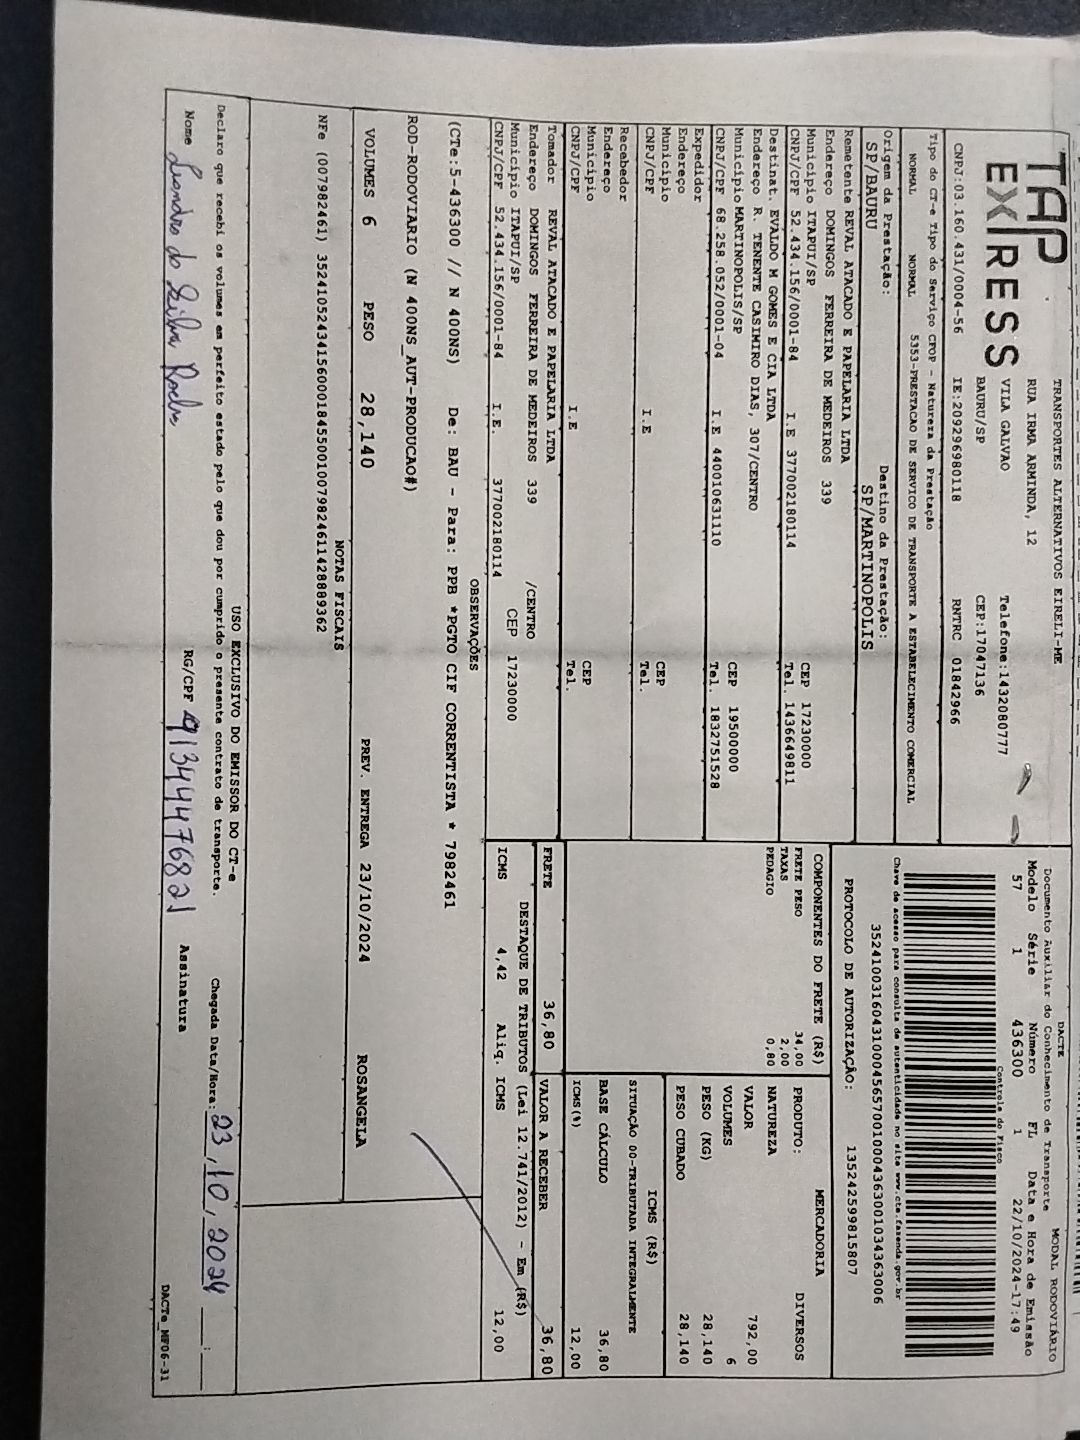 TAP
EXPRESS
TRANSPORTES ALTERNATIVOS EIRELI-ME
RUA IRMA ARMINDA, 12
VILA GALVAO Telefone:1432080777
BAURU/SP CEP:17047136
CNPJ:03.160.431/0004-56 IE:209296980118 RNTRC 01842966
DACTE MODAL RODOVIÁRIO
Documento Auxiliar do Conhecimento de Transporte
Modelo Série Número FL Data e Hora de Emissão
57 1 436300 1 22/10/2024-17:49
Controle do Fisco
Tipo do CT-e Tipo do Serviço CFOP - Natureza da Prestação
NORMAL NORMAL 5353-PRESTACAO DE SERVICO DE TRANSPORTE A ESTABELECIMENTO COMERCIAL
Chave de acesso para consulta de autenticidade no site www.cte.fazenda.gov.br
35241003160431000456570010004363001034363006
Origem da Prestação: Destino da Prestação:
SP/BAURU SP/MARTINOPOLIS
PROTOCOLO DE AUTORIZAÇÃO: 135242599815807
Remetente REVAL ATACADO E PAPELARIA LTDA
Endereço DOMINGOS FERREIRA DE MEDEIROS 339
Município ITAPUI/SP CEP 17230000
CNPJ/CPF 52.434.156/0001-84 I.E 377002180114 Tel. 1436649811
Destinat. EVALDO M GOMES E CIA LTDA
Endereço R. TENENTE CASIMIRO DIAS, 307/CENTRO
Município MARTINOPOLIS/SP CEP 19500000
CNPJ/CPF 68.258.052/0001-04 I.E 440010631110 Tel. 1832751528
Expedidor
Endereço
Município CEP
CNPJ/CPF I.E Tel.
Recebedor
Endereço
Município CEP
CNPJ/CPF I.E Tel.
Tomador REVAL ATACADO E PAPELARIA LTDA
Endereço DOMINGOS FERREIRA DE MEDEIROS 339 /CENTRO
Município ITAPUI/SP CEP 17230000
CNPJ/CPF 52.434.156/0001-84 I.E. 377002180114
COMPONENTES DO FRETE (R$)
FRETE PESO 34,00
TAXAS 2,00
PEDAGIO 0,80
MERCADORIA
PRODUTO: DIVERSOS
NATUREZA
VALOR 792,00
VOLUMES 6
PESO (KG) 28,140
PESO CUBADO 28,140
ICMS (R$)
SITUAÇÃO 00-TRIBUTADA INTEGRALMENTE
BASE CÁLCULO 36,80
ICMS(%) 12,00
FRETE 36,80 VALOR A RECEBER 36,80
DESTAQUE DE TRIBUTOS (Lei 12.741/2012) - Em (R$)
ICMS 4,42 Aliq. ICMS 12,00
OBSERVAÇÕES
(CTe:5-436300 // N 400NS) De: BAU - Para: PPB *PGTO CIF CORRENTISTA * 7982461
ROD-RODOVIARIO (N 400NS_AUT-PRODUCAO#)
VOLUMES 6 PESO 28,140 PREV. ENTREGA 23/10/2024 ROSANGELA
NOTAS FISCAIS
NFe (007982461) 35241052434156000184550010079824611428889362
USO EXCLUSIVO DO EMISSOR DO CT-e
Declaro que recebi os volumes em perfeito estado pelo que dou por cumprido o presente contrato de transporte. Chegada Data/Hora: 23/10/2024 ___:___
Nome Leandro da Silva Rocha RG/CPF 41344476821 Assinatura
DACTe_MF06-31